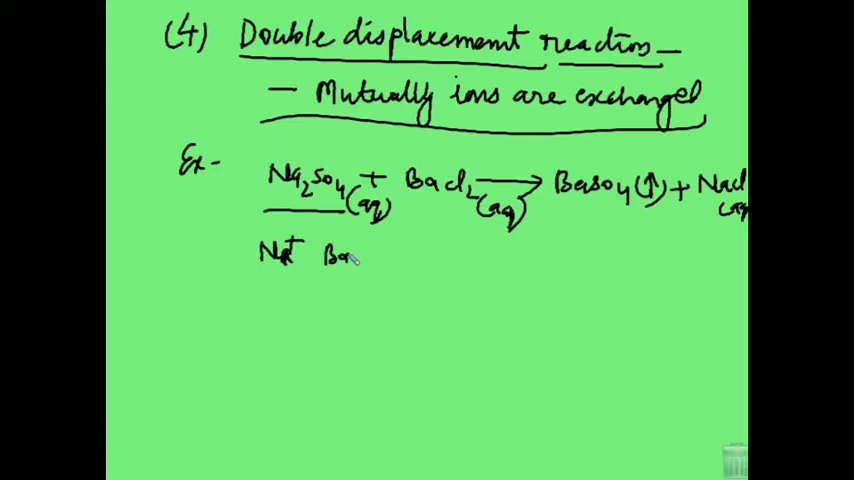 (4) Double displacement reaction —
— Mutually ions are exchanged
Ex- Na2SO4(aq) + BaCl2(aq) → BaSO4(↑) + NaCl(aq
Na+ Ba